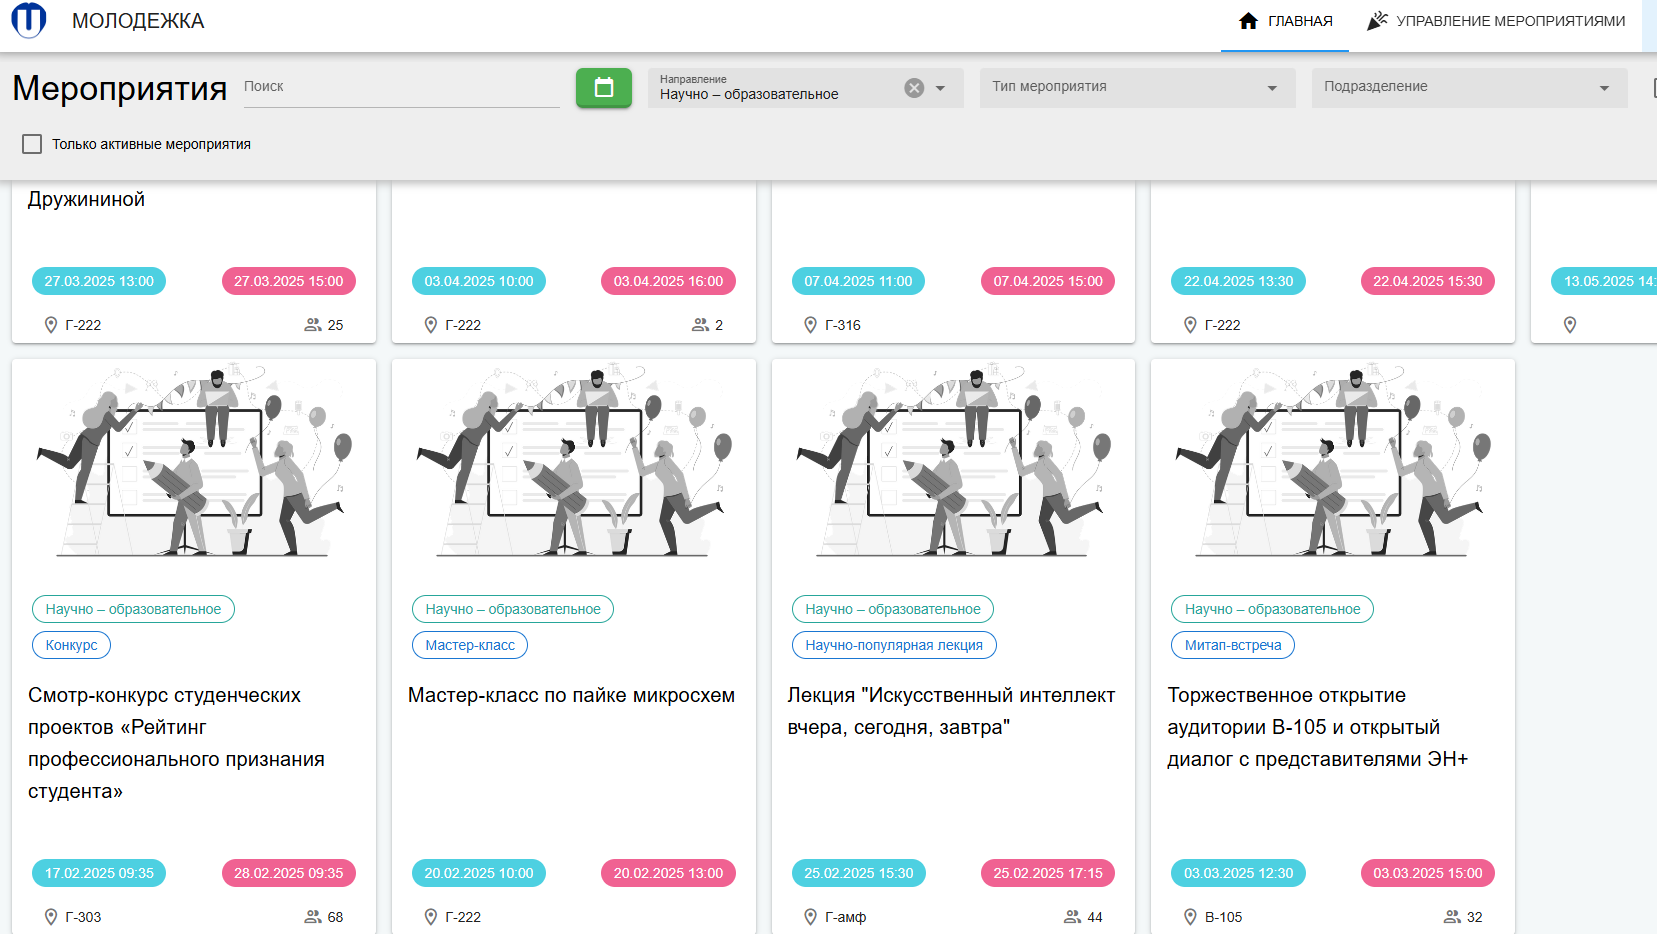 МОЛОДЕЖКА
ГЛАВНАЯ
УПРАВЛЕНИЕ МЕРОПРИЯТИЯМИ
Мероприятия
Поиск
Направление
Научно – образовательное
Тип мероприятия
Подразделение
Только активные мероприятия
Дружининой
27.03.2025 13:00
27.03.2025 15:00
03.04.2025 10:00
03.04.2025 16:00
07.04.2025 11:00
07.04.2025 15:00
22.04.2025 13:30
22.04.2025 15:30
13.05.2025 14:
Г-222
25
Г-222
2
Г-316
Г-222
Научно – образовательное
Конкурс
Смотр-конкурс студенческих
проектов «Рейтинг
профессионального признания
студента»
17.02.2025 09:35
28.02.2025 09:35
Г-303
68
Научно – образовательное
Мастер-класс
Мастер-класс по пайке микросхем
20.02.2025 10:00
20.02.2025 13:00
Г-222
Научно – образовательное
Научно-популярная лекция
Лекция "Искусственный интеллект
вчера, сегодня, завтра"
25.02.2025 15:30
25.02.2025 17:15
Г-амф
44
Научно – образовательное
Митап-встреча
Торжественное открытие
аудитории В-105 и открытый
диалог с представителями ЭН+
03.03.2025 12:30
03.03.2025 15:00
В-105
32